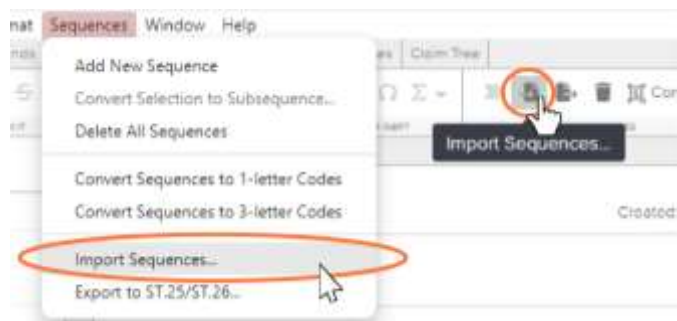 mat Sequences Window Help
Claim Tree
Add New Sequence
Convert Selection to Subsequence...
Delete All Sequences
Con
Import Sequences...
Convert Sequences to 1-letter Codes
Convert Sequences to 3-letter Codes
Created:
Import Sequences...
Export to ST.25/ST.26...